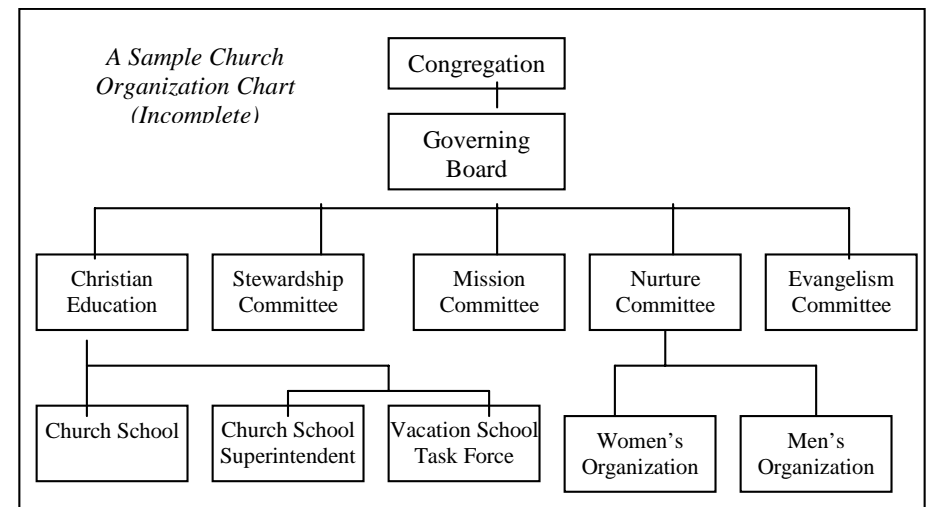 A Sample Church
Organization Chart
(Incomplete)
Congregation
Governing
Board
Christian
Education
Stewardship
Committee
Mission
Committee
Nurture
Committee
Evangelism
Committee
Church School
Church School
Superintendent
Vacation School
Task Force
Women’s
Organization
Men’s
Organization